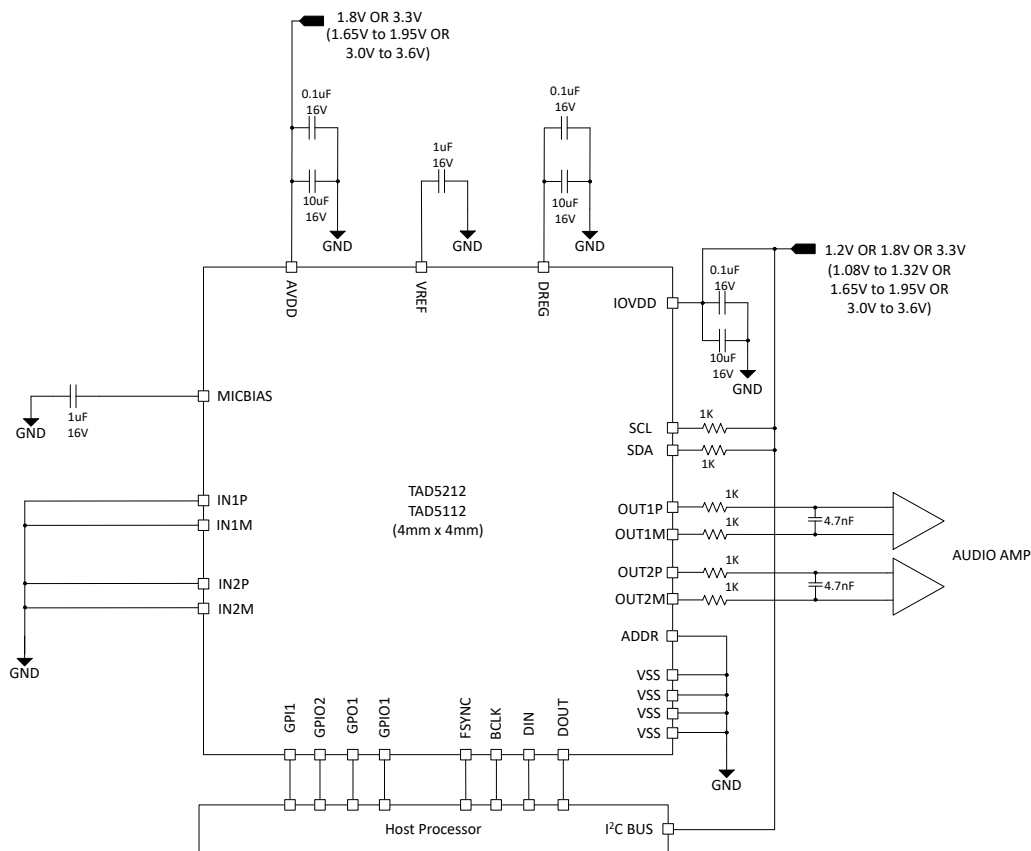 1.8V OR 3.3V
(1.65V to 1.95V OR
3.0V to 3.6V)
0.1uF
16V
10uF
16V
GND
1uF
16V
GND
0.1uF
16V
10uF
16V
GND
1.2V OR 1.8V OR 3.3V
(1.08V to 1.32V OR
1.65V to 1.95V OR
3.0V to 3.6V)
0.1uF
16V
10uF
16V
GND
AVDD
VREF
DREG
IOVDD
MICBIAS
1uF
16V
GND
SCL
1K
SDA
1K
IN1P
IN1M
IN2P
IN2M
GND
TAD5212
TAD5112
(4mm x 4mm)
OUT1P
1K
OUT1M
1K
4.7nF
OUT2P
1K
OUT2M
1K
4.7nF
AUDIO AMP
ADDR
VSS
VSS
VSS
VSS
GND
GPI1
GPIO2
GPO1
GPIO1
FSYNC
BCLK
DIN
DOUT
Host Processor
I²C BUS